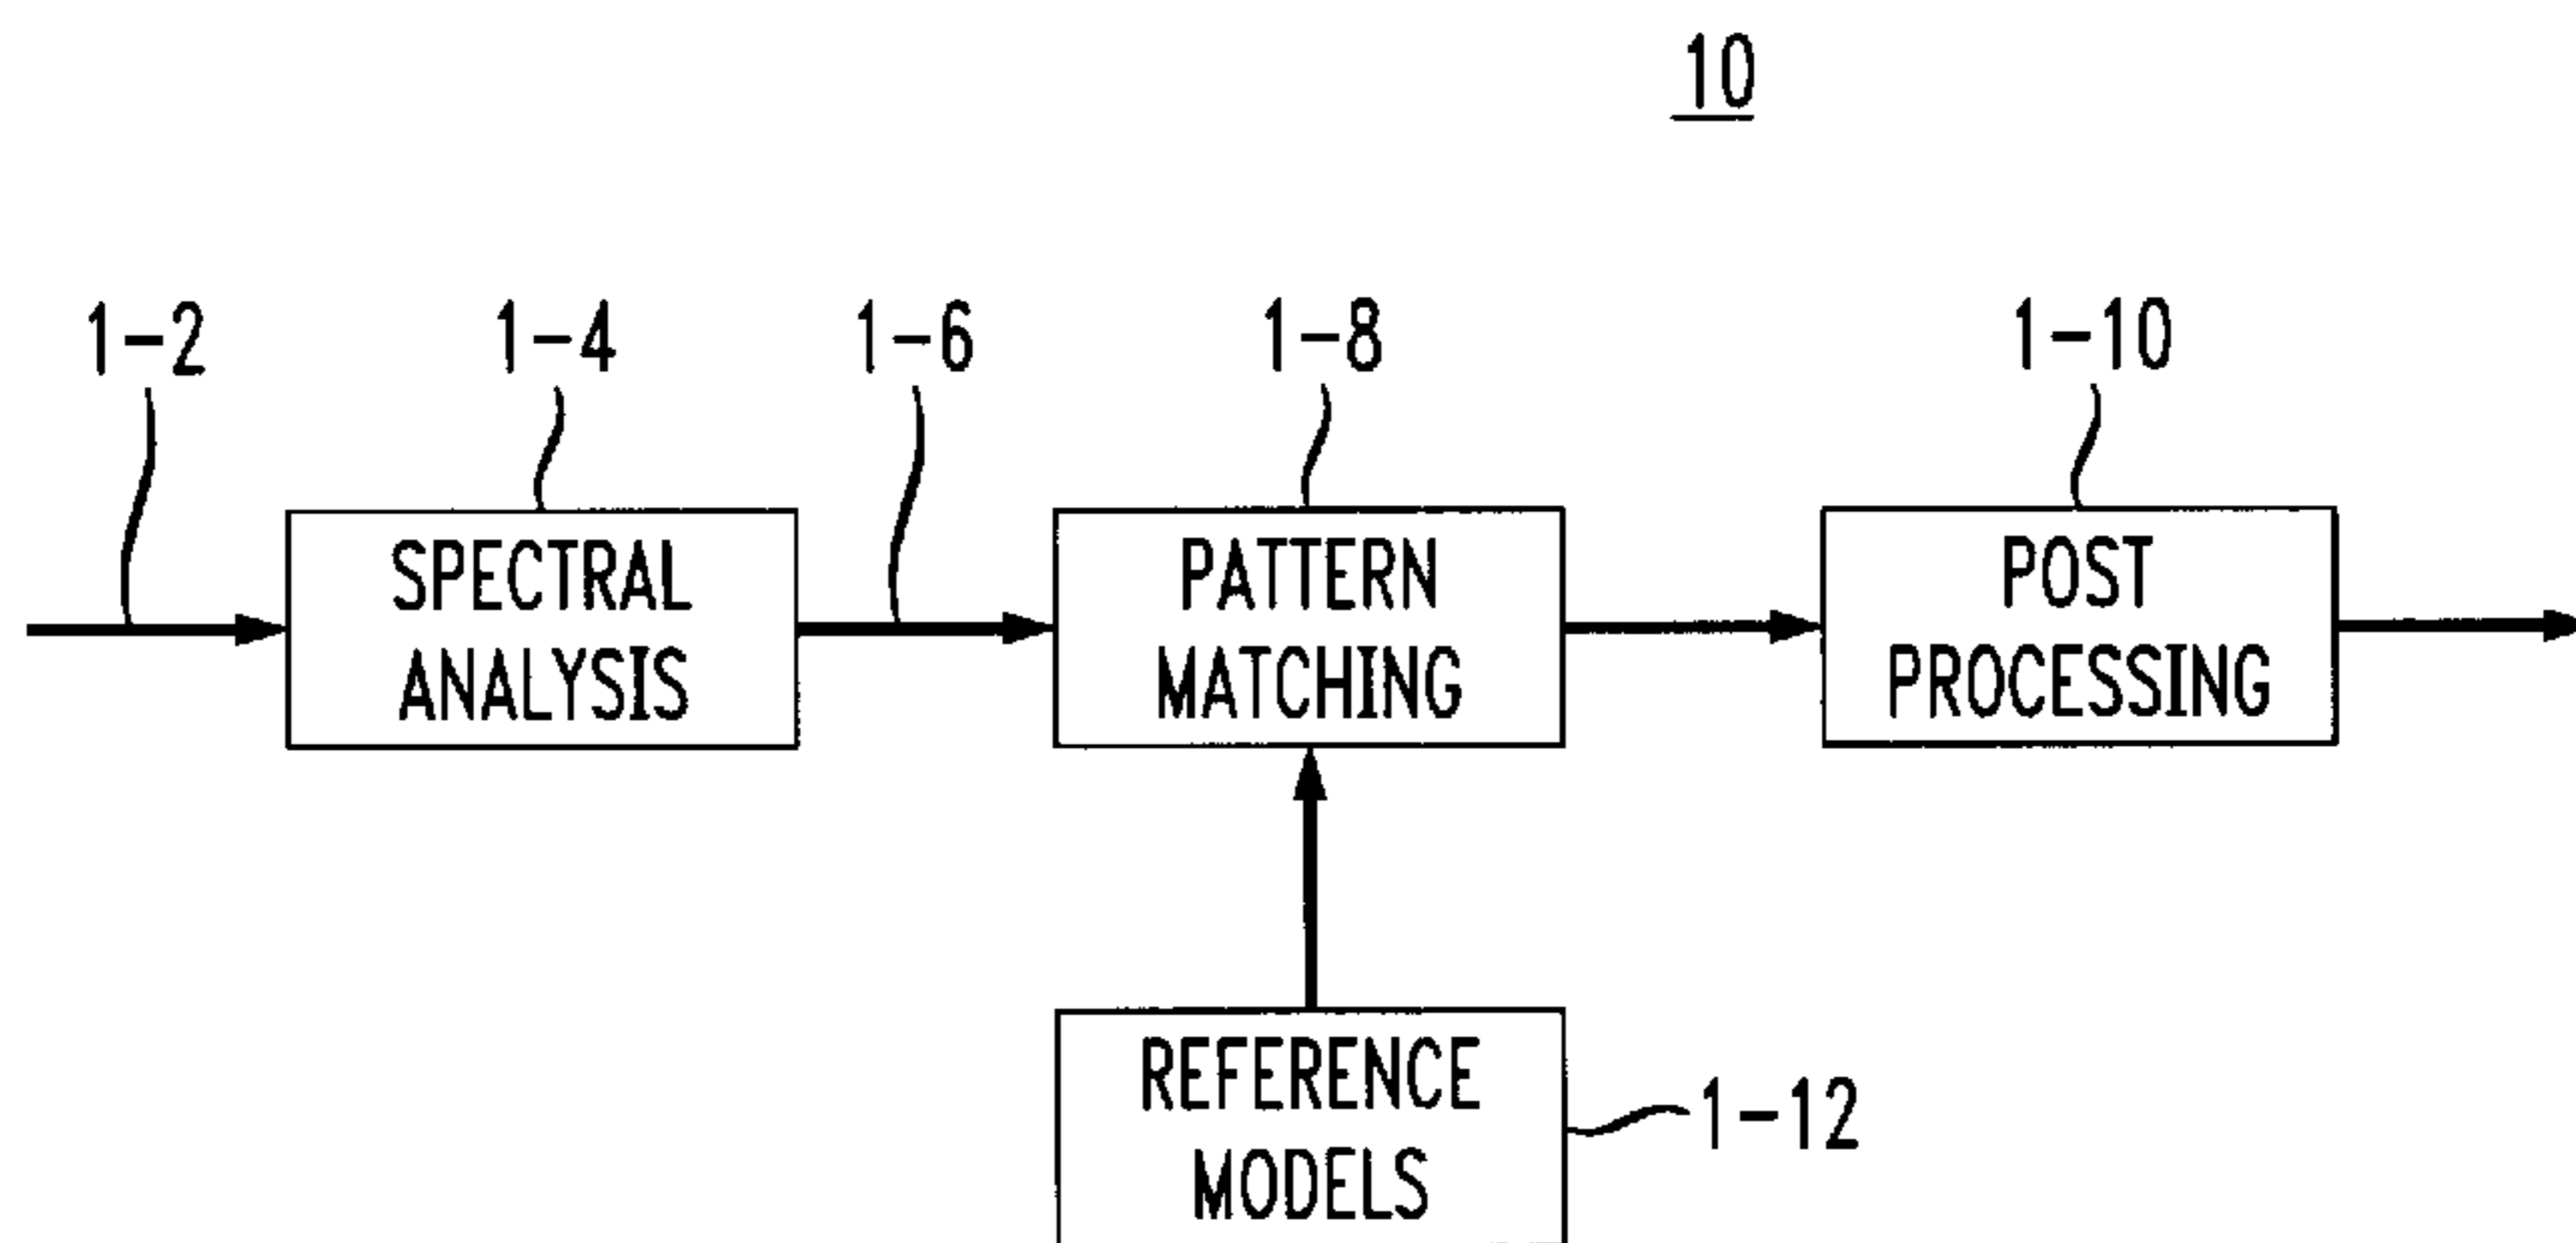 10
1-2
1-4
1-6
1-8
1-10
SPECTRAL
ANALYSIS
PATTERN
MATCHING
POST
PROCESSING
REFERENCE
MODELS
1-12